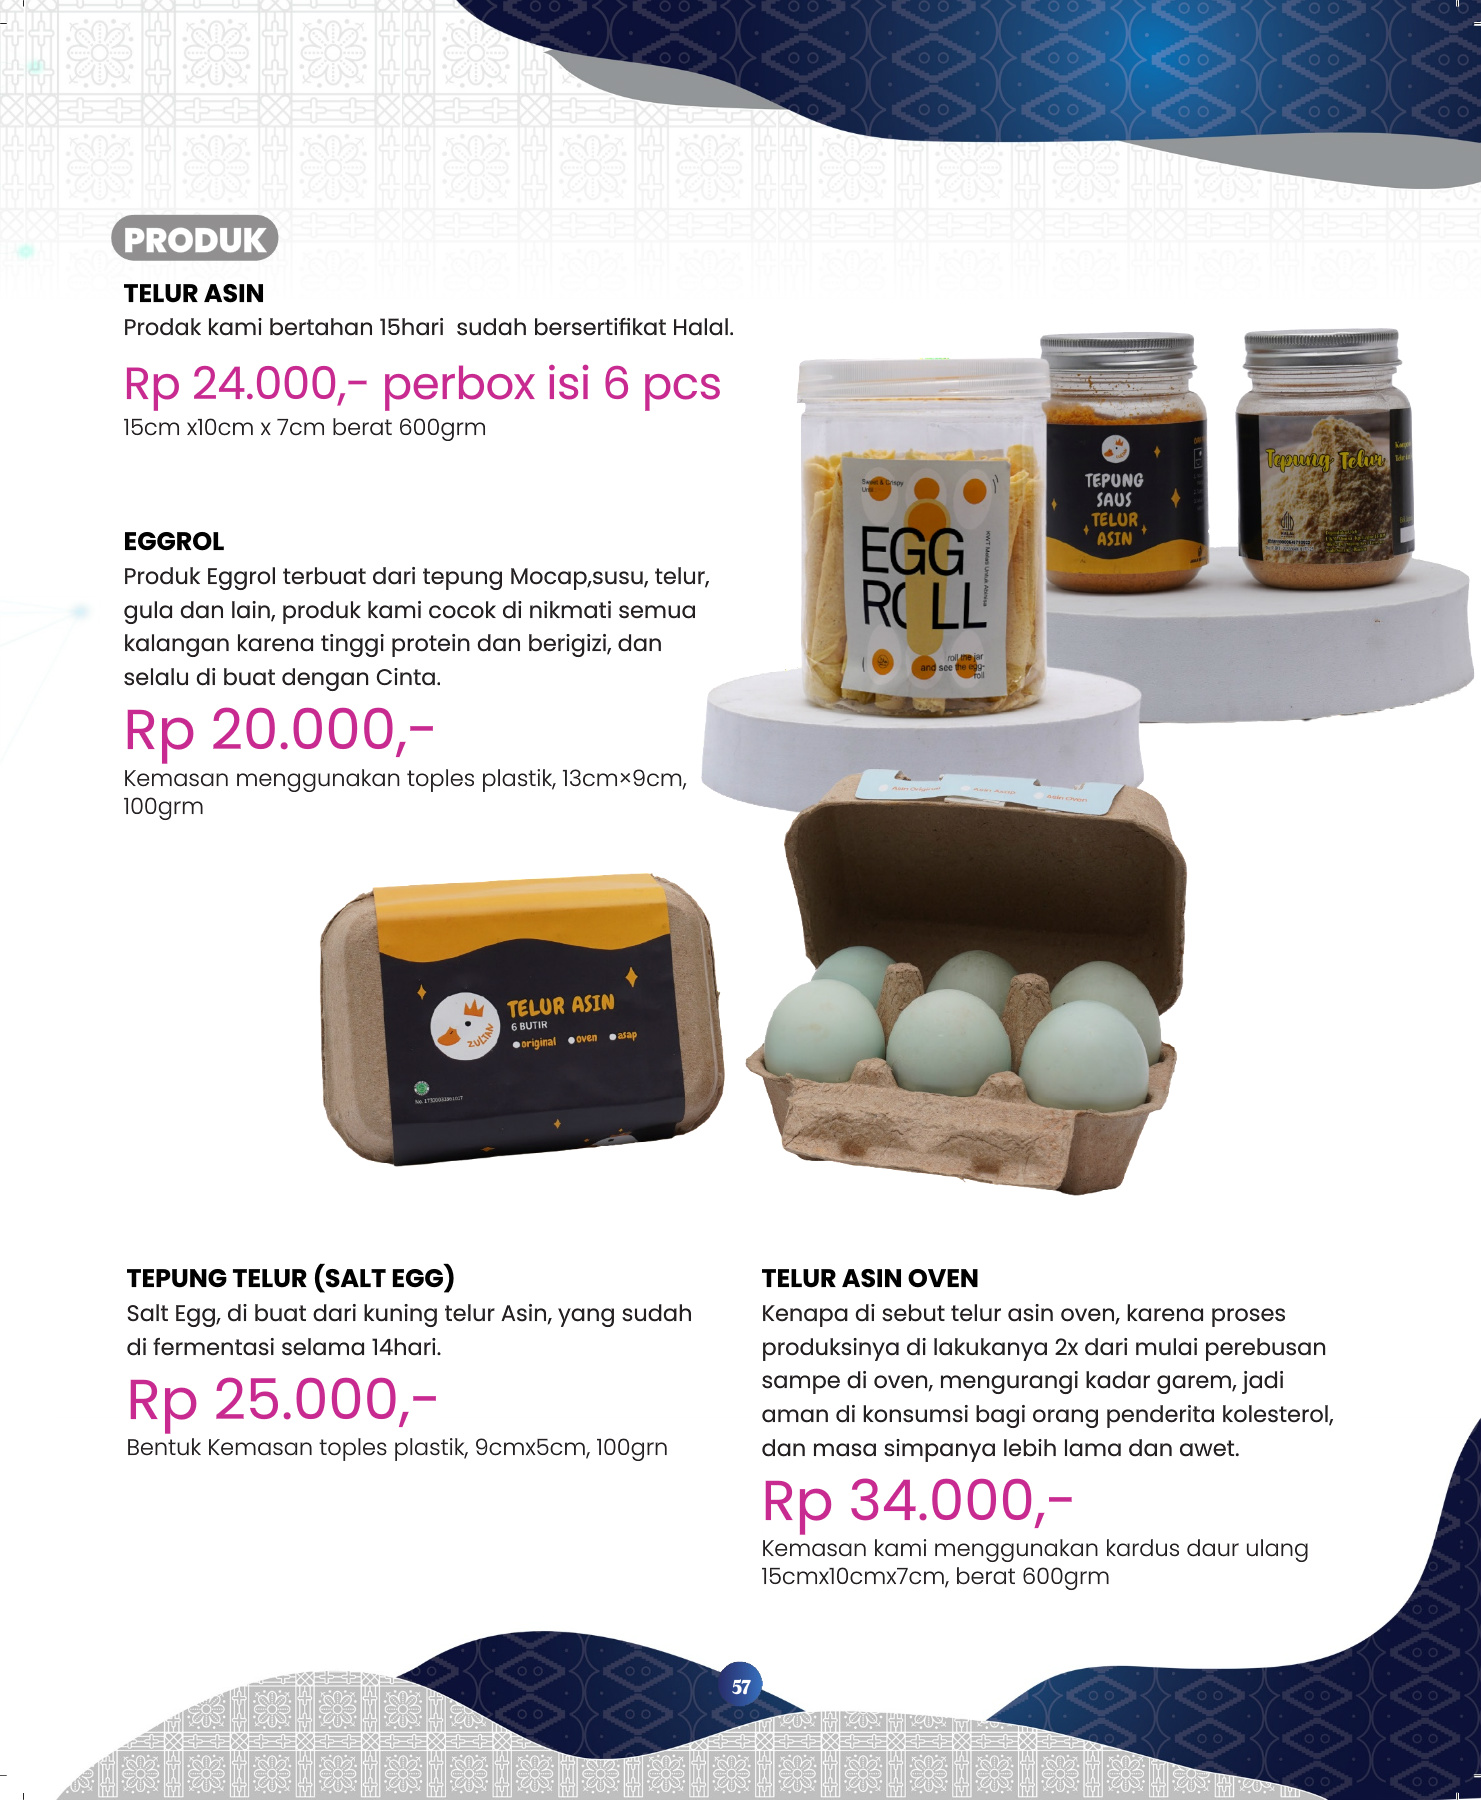 PRODUK
TELUR ASIN
Prodak kami bertahan 15hari  sudah bersertifikat Halal.
Rp 24.000,- perbox isi 6 pcs
15cm x10cm x 7cm berat 600grm
EGGROL
Produk Eggrol terbuat dari tepung Mocap,susu, telur,
gula dan lain, produk kami cocok di nikmati semua
kalangan karena tinggi protein dan berigizi, dan
selalu di buat dengan Cinta.
Rp 20.000,-
Kemasan menggunakan toples plastik, 13cm×9cm,
100grm
Sweet & Crispy
EGG
ROLL
roll the jar
and see the egg-
roll
TEPUNG
SAUS
TELUR
ASIN
Tepung Telur
Asin Original
Asin Oven
TELUR ASIN
6 BUTIR
original oven asap
ZULTAN
TEPUNG TELUR (SALT EGG)
Salt Egg, di buat dari kuning telur Asin, yang sudah
di fermentasi selama 14hari.
Rp 25.000,-
Bentuk Kemasan toples plastik, 9cmx5cm, 100grn
TELUR ASIN OVEN
Kenapa di sebut telur asin oven, karena proses
produksinya di lakukanya 2x dari mulai perebusan
sampe di oven, mengurangi kadar garem, jadi
aman di konsumsi bagi orang penderita kolesterol,
dan masa simpanya lebih lama dan awet.
Rp 34.000,-
Kemasan kami menggunakan kardus daur ulang
15cmx10cmx7cm, berat 600grm
57